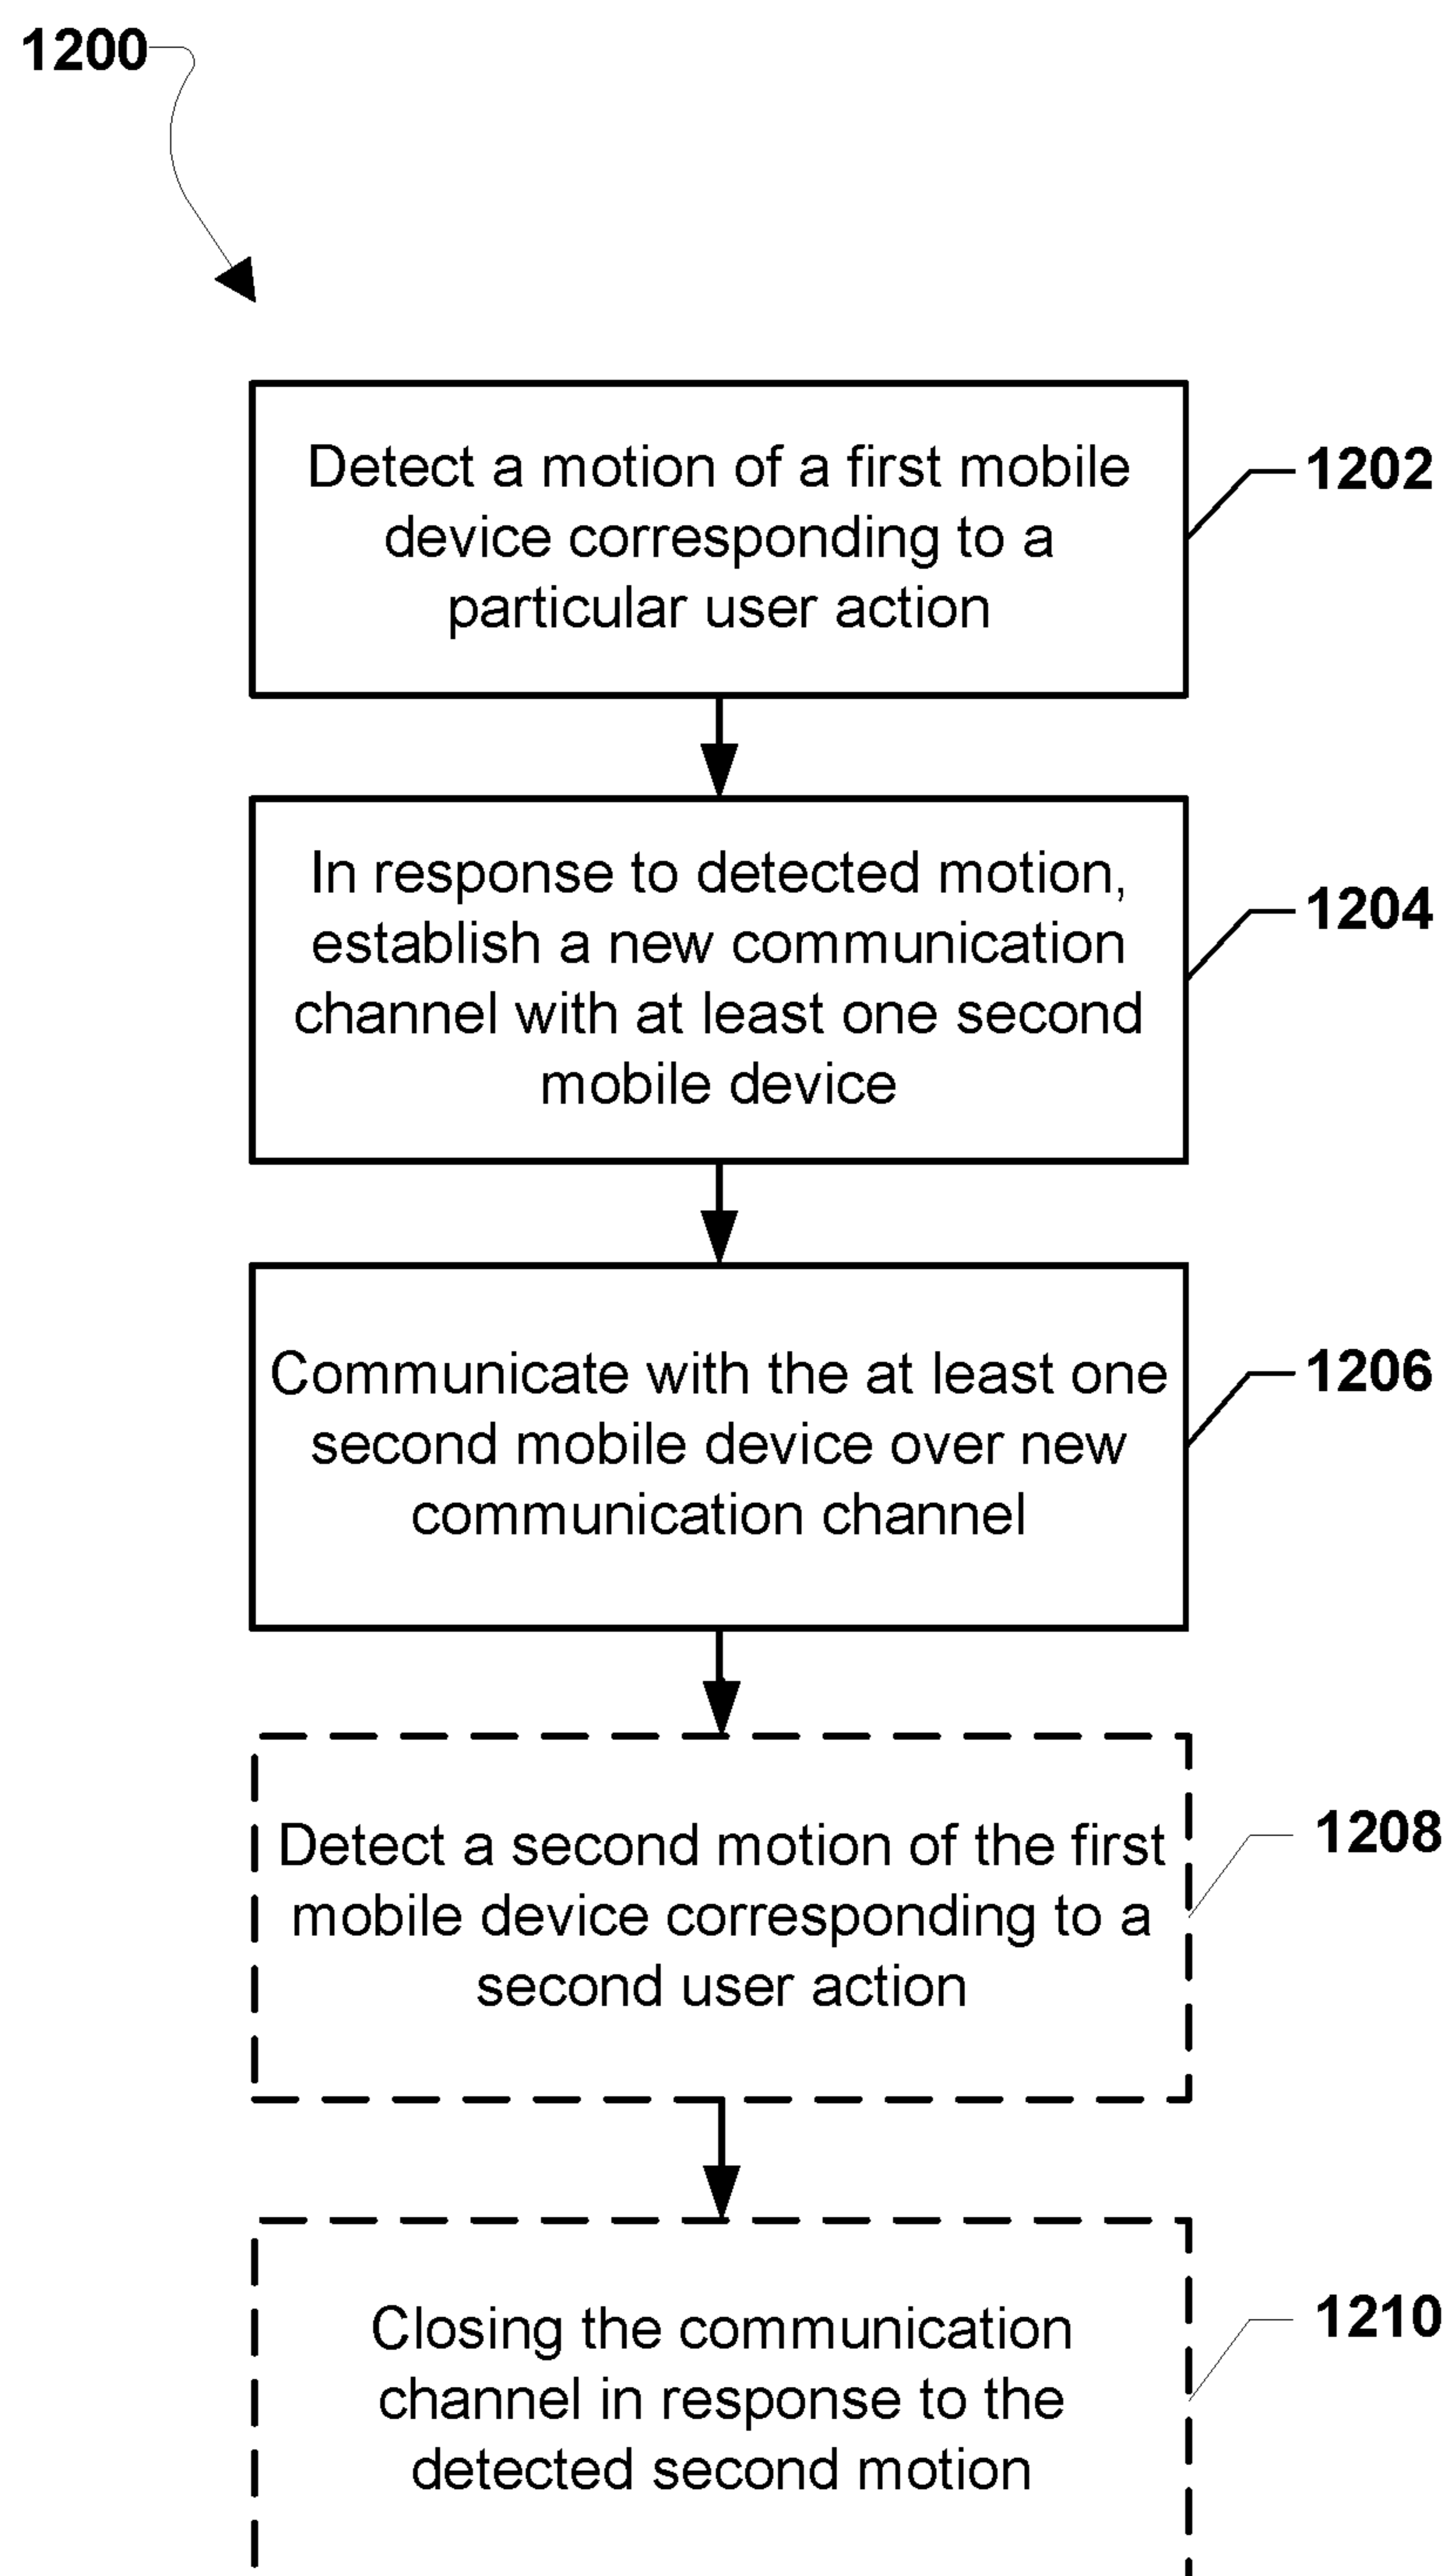 1200
Detect a motion of a first mobile
device corresponding to a
particular user action
1202
In response to detected motion,
establish a new communication
channel with at least one second
mobile device
1204
Communicate with the at least one
second mobile device over new
communication channel
1206
Detect a second motion of the first
mobile device corresponding to a
second user action
1208
Closing the communication
channel in response to the
detected second motion
1210